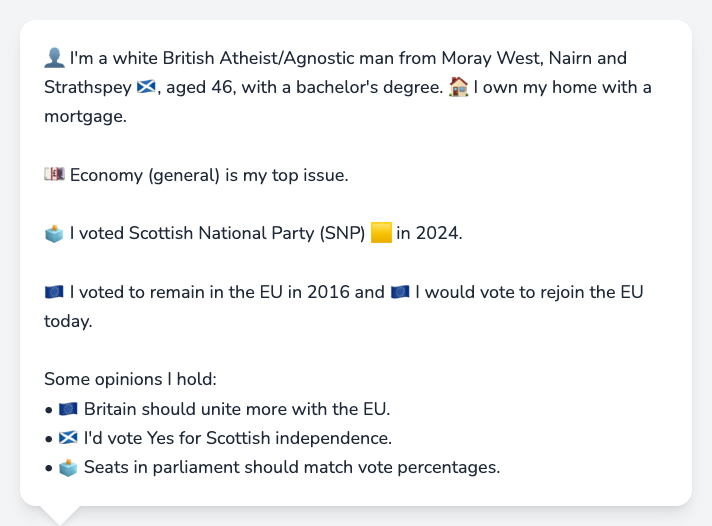 👤 I'm a white British Atheist/Agnostic man from Moray West, Nairn and
Strathspey 🏴󠁧󠁢󠁳󠁣󠁴󠁿, aged 46, with a bachelor's degree. 🏠 I own my home with a
mortgage.
💷 Economy (general) is my top issue.
🗳️ I voted Scottish National Party (SNP) 🟨 in 2024.
🇪🇺 I voted to remain in the EU in 2016 and 🇪🇺 I would vote to rejoin the EU
today.
Some opinions I hold:
• 🇪🇺 Britain should unite more with the EU.
• 🏴󠁧󠁢󠁳󠁣󠁴󠁿 I'd vote Yes for Scottish independence.
• 🗳️ Seats in parliament should match vote percentages.